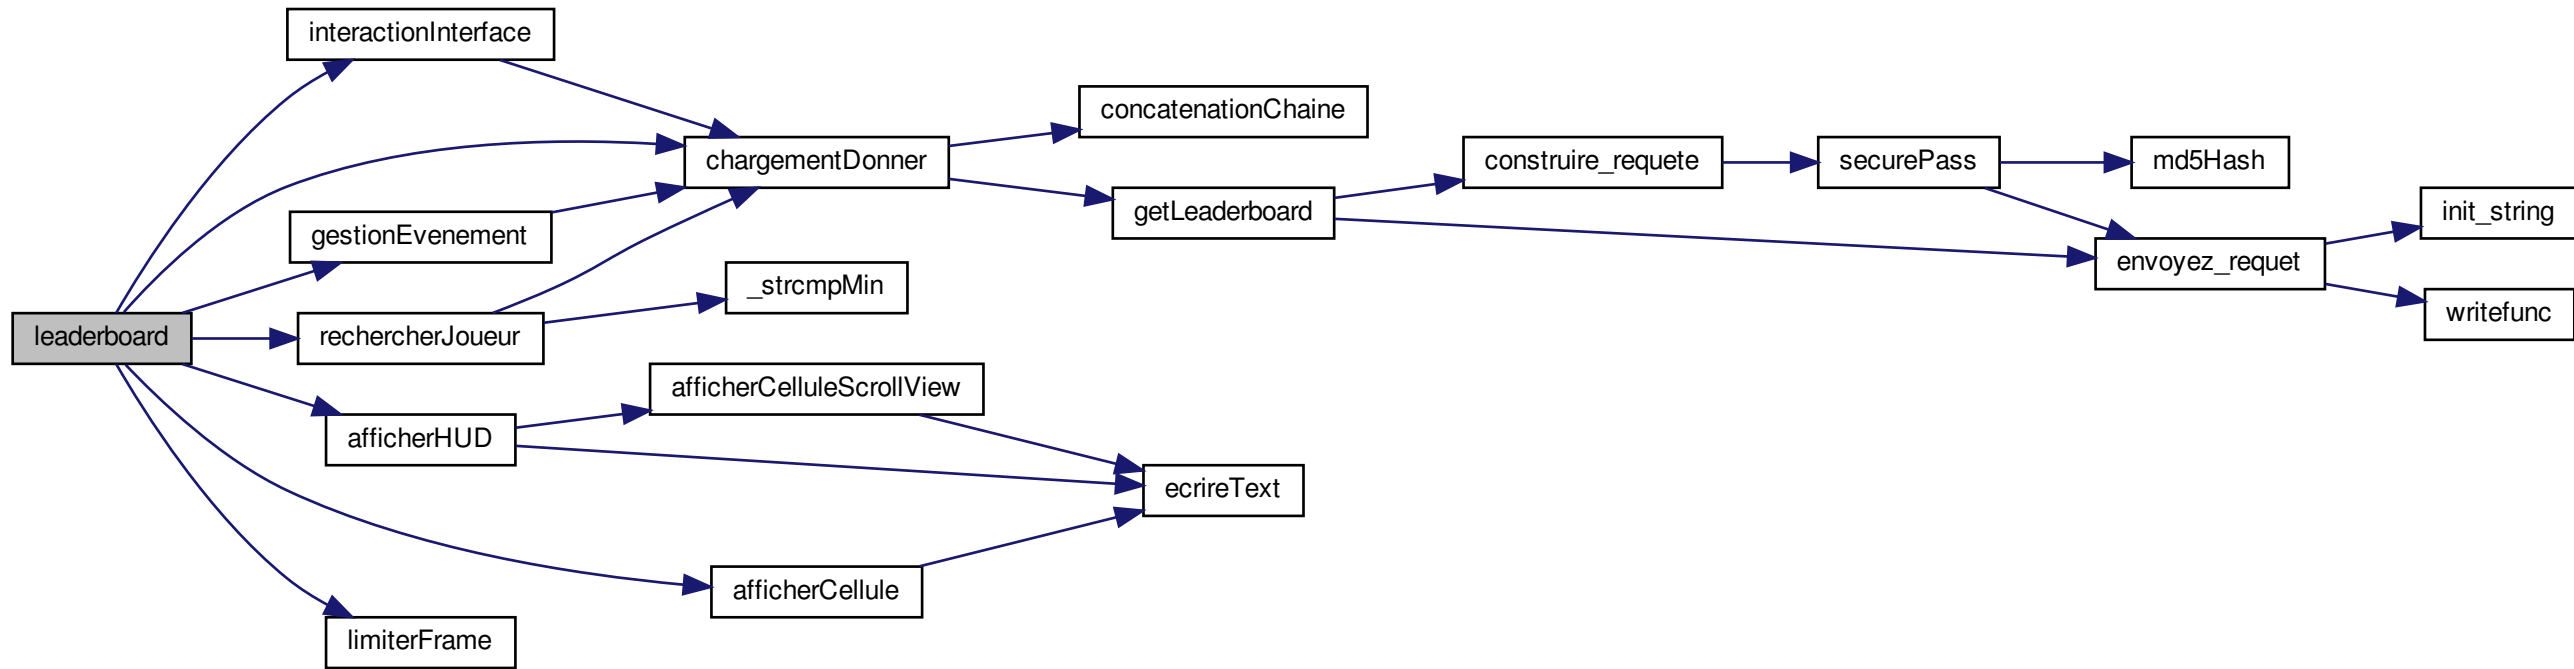 interactionInterface
concatenationChaine
chargementDonner
construire_requete
securePass
md5Hash
getLeaderboard
init_string
gestionEvenement
envoyez_requet
_strcmpMin
writefunc
leaderboard
rechercherJoueur
afficherCelluleScrollView
afficherHUD
ecrireText
afficherCellule
limiterFrame